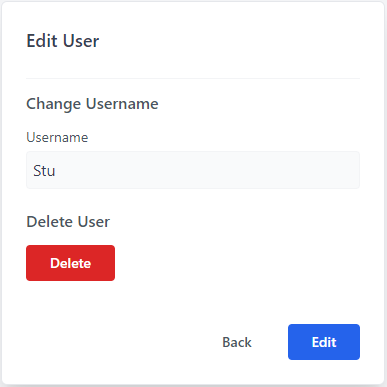 Edit User
Change Username
Username
Stu
Delete User
Delete
Back Edit